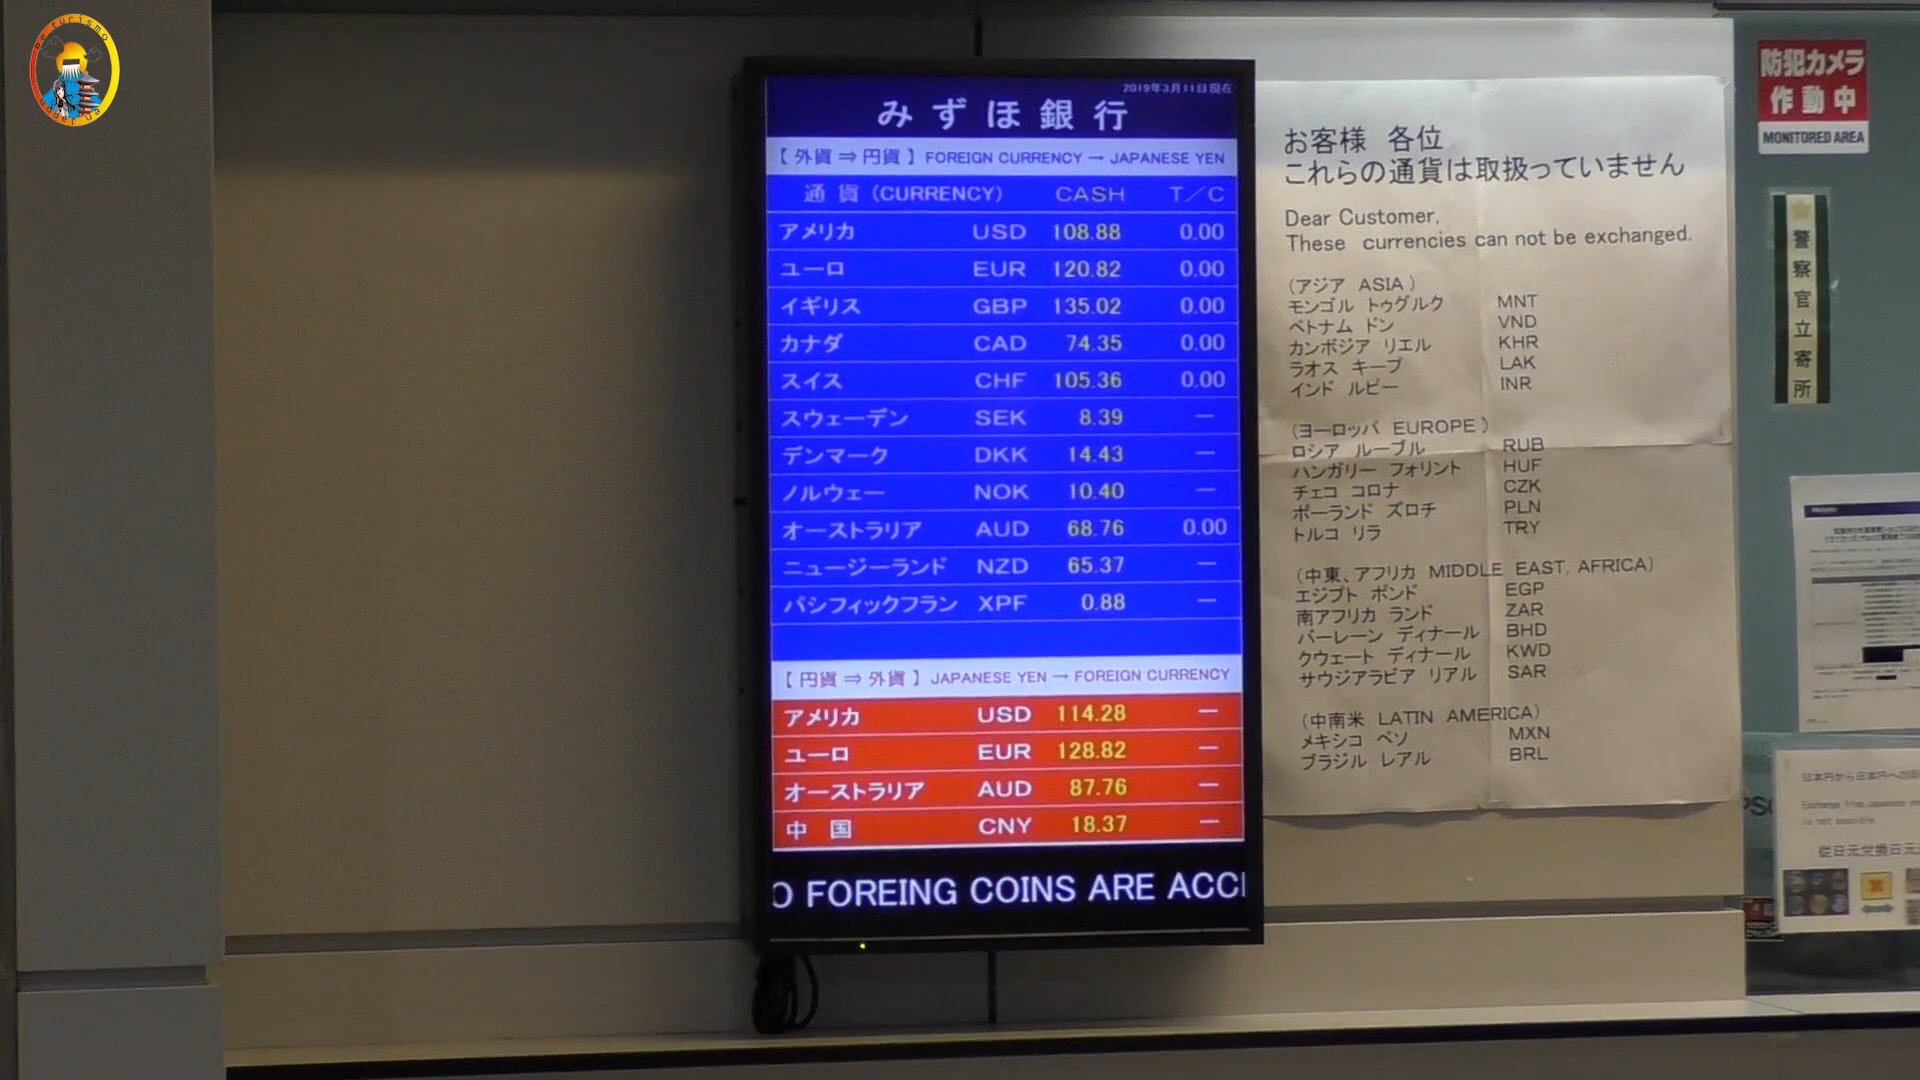 2019年3月11日現在
みずほ銀行
【 外貨 ⇒ 円貨 】 FOREIGN CURRENCY → JAPANESE YEN
通 貨 (CURRENCY) CASH T/C
アメリカ USD 108.88 0.00
ユーロ EUR 120.82 0.00
イギリス GBP 135.02 0.00
カナダ CAD 74.35 0.00
スイス CHF 105.36 0.00
スウェーデン SEK 8.39 —
デンマーク DKK 14.43 —
ノルウェー NOK 10.40 —
オーストラリア AUD 68.76 0.00
ニュージーランド NZD 65.37 —
パシフィックフラン XPF 0.88 —
【 円貨 ⇒ 外貨 】 JAPANESE YEN → FOREIGN CURRENCY
アメリカ USD 114.28 —
ユーロ EUR 128.82 —
オーストラリア AUD 87.76 —
中 国 CNY 18.37 —
O FOREING COINS ARE ACC
お客様 各位
これらの通貨は取扱っていません
Dear Customer,
These currencies can not be exchanged.
(アジア ASIA )
モンゴル トゥグルク MNT
ベトナム ドン VND
カンボジア リエル KHR
ラオス キープ LAK
インド ルピー INR
(ヨーロッパ EUROPE )
ロシア ルーブル RUB
ハンガリー フォリント HUF
チェコ コロナ CZK
ポーランド ズロチ PLN
トルコ リラ TRY
(中東、アフリカ MIDDLE EAST, AFRICA)
エジプト ポンド EGP
南アフリカ ランド ZAR
バーレーン ディナール BHD
クウェート ディナール KWD
サウジアラビア リアル SAR
(中南米 LATIN AMERICA)
メキシコ ペソ MXN
ブラジル レアル BRL
防犯カメラ
作動中
MONITORED AREA
警察官立寄所